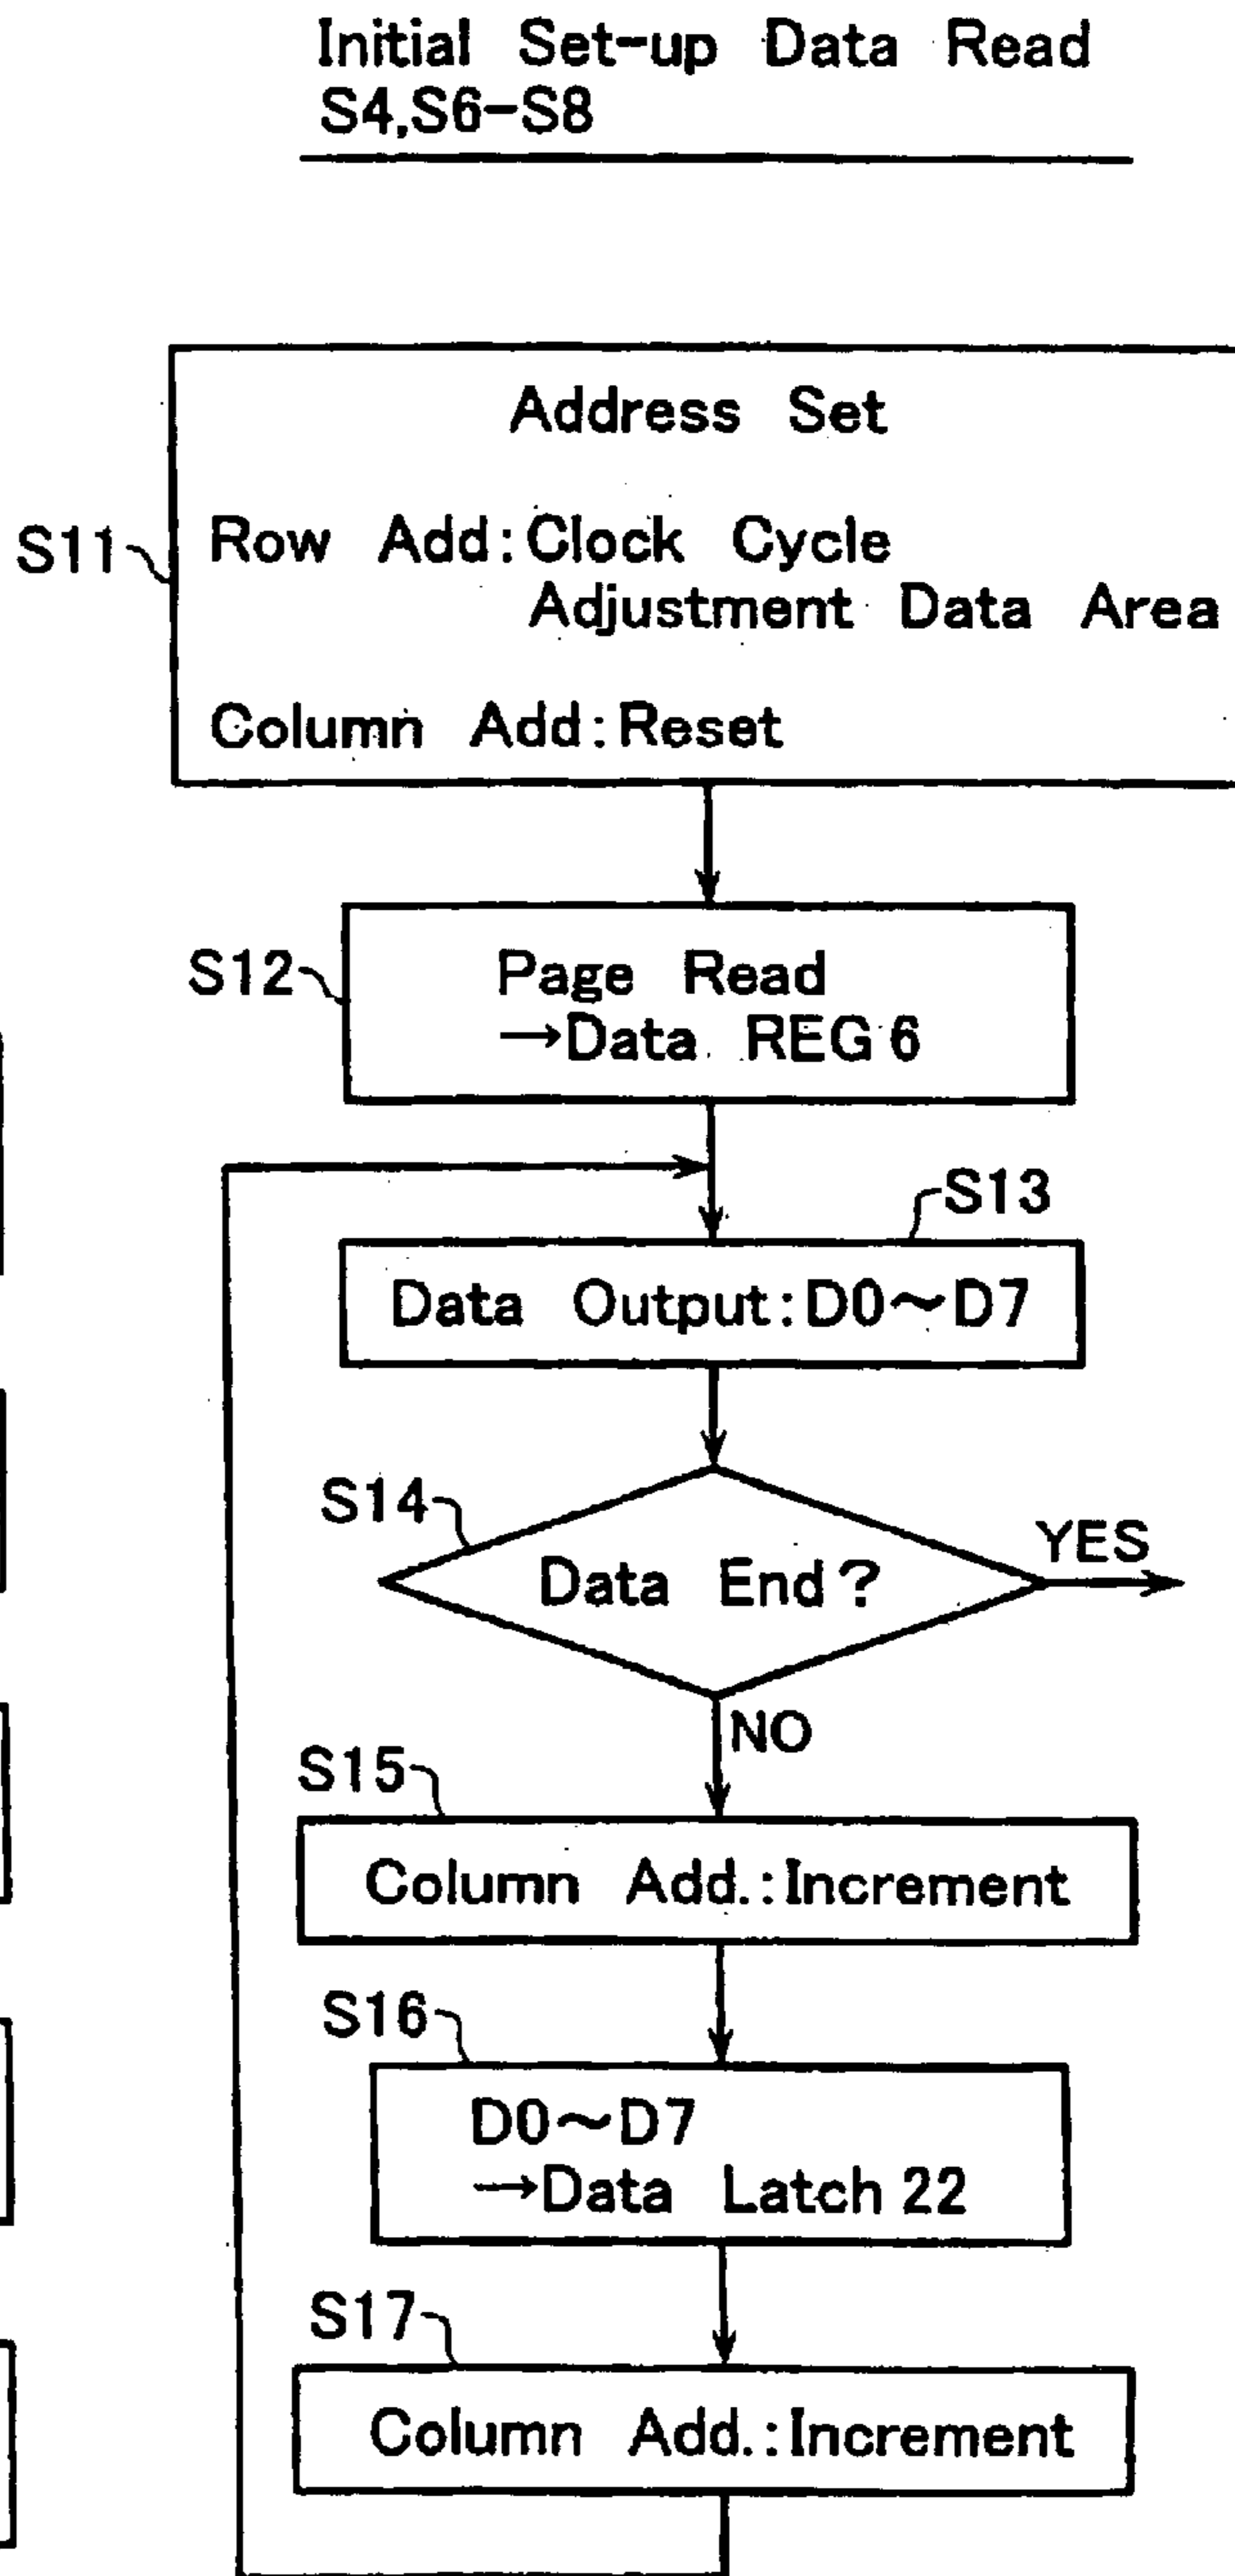 Initial Set-up Data Read
S4,S6-S8
Address Set
S11
Row Add:Clock Cycle
Adjustment Data Area
Column Add:Reset
S12
Page Read
→Data REG 6
S13
Data Output:D0～D7
S14
Data End?
YES
NO
S15
Column Add.:Increment
S16
D0～D7
→Data Latch 22
S17
Column Add.:Increment